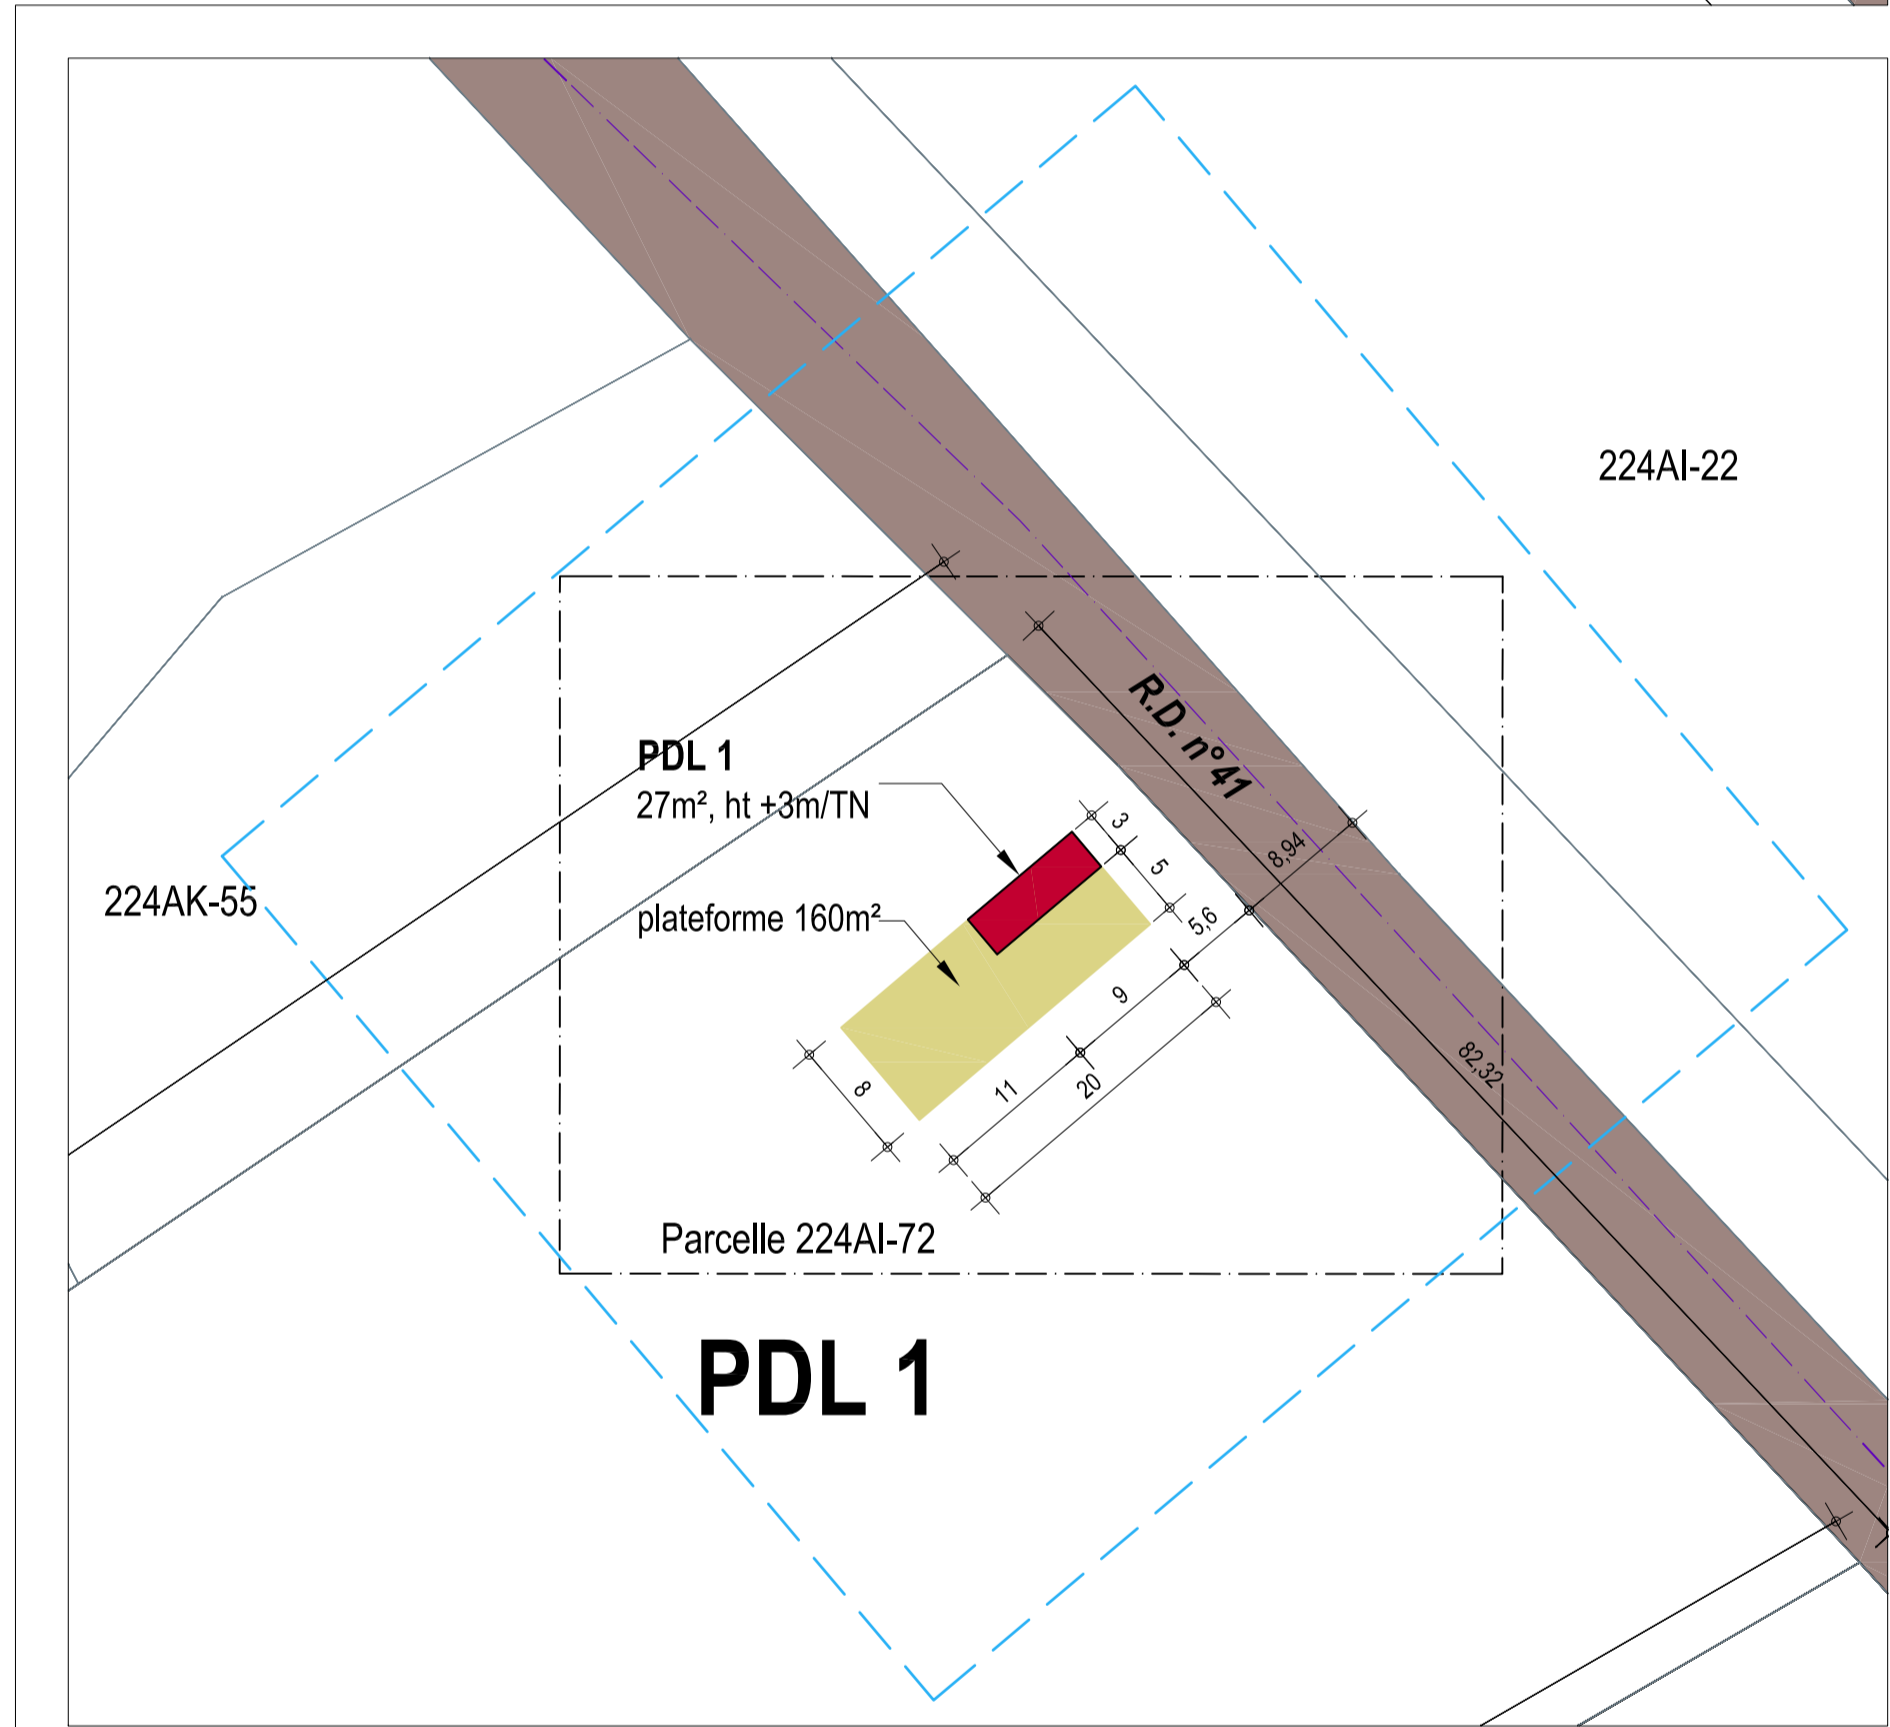 224AI-22
R.D. n°41
PDL 1
27m², ht +3m/TN
3
8,94
5
224AK-55
plateforme 160m²
5,6
9
82,32
8
11
20
Parcelle 224AI-72
PDL 1